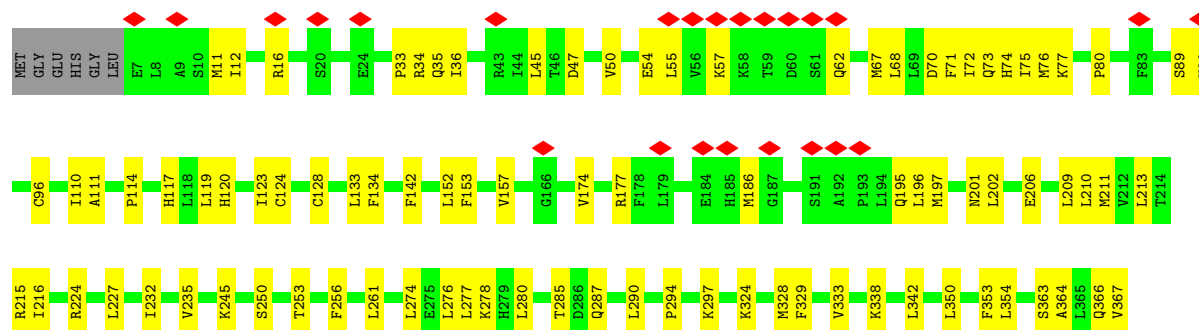 MET GLY GLU HIS GLY LEU E7 L8 A9 S10 M11 I12 R16 S20 E24 P33 R34 Q35 I36 R43 I44 L45 T46 D47 V50 E54 L55 V56 K57 K58 T59 D60 S61 Q62 M67 L68 L69 D70 F71 I72 Q73 H74 I75 M76 K77 P80 F83 S89
C96 I110 A111 P114 H117 L118 L119 H120 I123 C124 C128 L133 F134 F142 L152 F153 V157 G166 V174 R177 F178 L179 E184 H185 M186 G187 S191 A192 P193 L194 Q195 L196 M197 N201 L202 E206 L209 L210 M211 V212 L213 T214
R215 I216 R224 L227 I232 V235 K245 S250 T253 F256 L261 L274 E275 L276 L277 K278 H279 L280 T285 D286 Q287 L290 P294 K297 K324 M328 F329 V333 K338 L342 L350 F353 L354 S363 A364 L365 Q366 V367